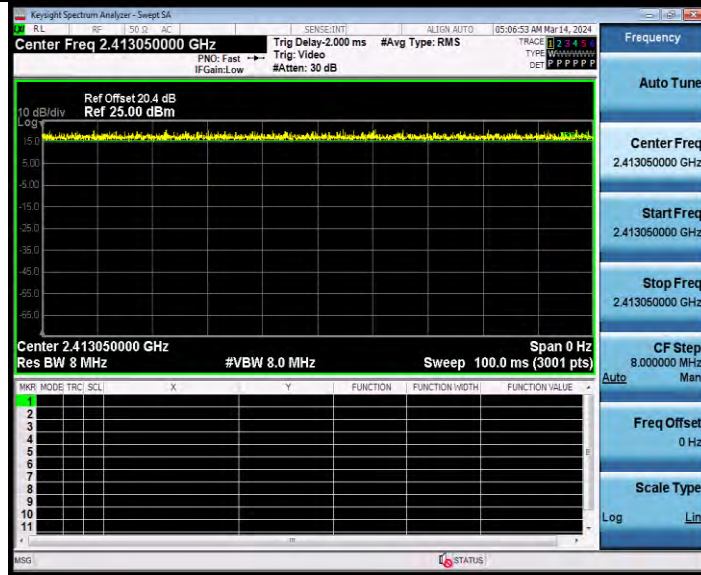 Keysight Spectrum Analyzer - Swept SA
LXI RL RF 50 Ω AC SENSE:INT ALIGN AUTO 05:06:53 AM Mar 14, 2024
Center Freq 2.413050000 GHz
PNO: Fast
IFGain:Low
Trig Delay-2.000 ms
Trig: Video
#Atten: 30 dB
#Avg Type: RMS
TRACE 1 2 3 4 5 6
TYPE
DET P P P P P P
Ref Offset 20.4 dB
10 dB/div Ref 25.00 dBm
Log
15.0
5.00
-5.00
-15.0
-25.0
-35.0
-45.0
-55.0
-65.0
Center 2.413050000 GHz Span 0 Hz
Res BW 8 MHz #VBW 8.0 MHz Sweep 100.0 ms (3001 pts)
MKR MODE TRC SCL X Y FUNCTION FUNCTION WIDTH FUNCTION VALUE
1
2
3
4
5
6
7
8
9
10
11
MSG STATUS
Frequency
Auto Tune
Center Freq
2.413050000 GHz
Start Freq
2.413050000 GHz
Stop Freq
2.413050000 GHz
CF Step
8.000000 MHz
Auto Man
Freq Offset
0 Hz
Scale Type
Log Lin